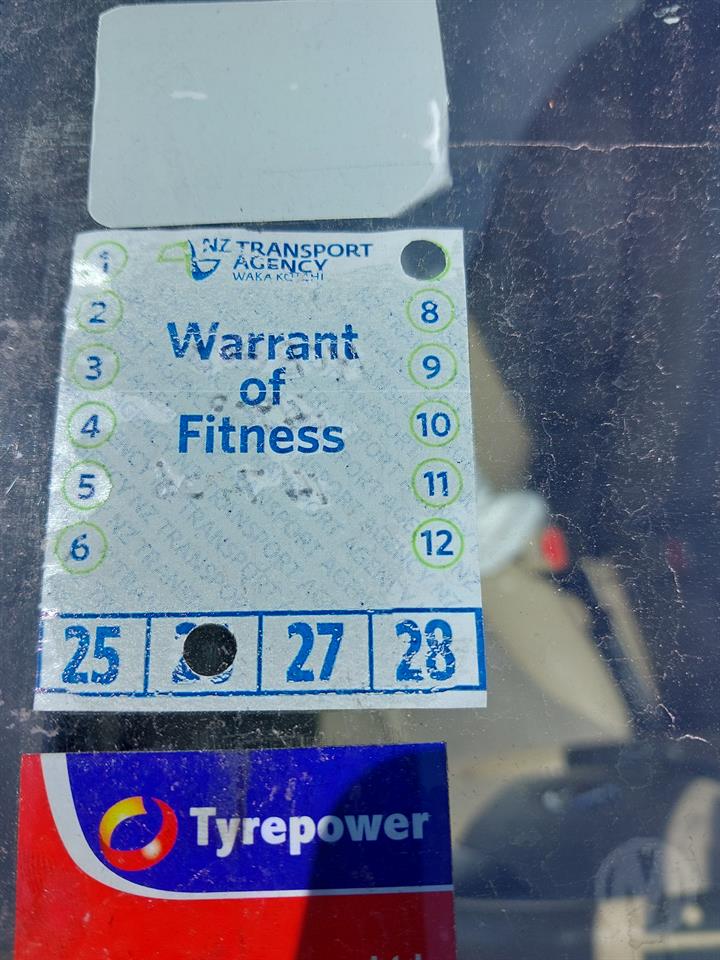 NZ TRANSPORT
AGENCY
WAKA KOTAHI
Warrant
of
Fitness
1
2
3
4
5
6
8
9
10
11
12
25
27
28
Tyrepower